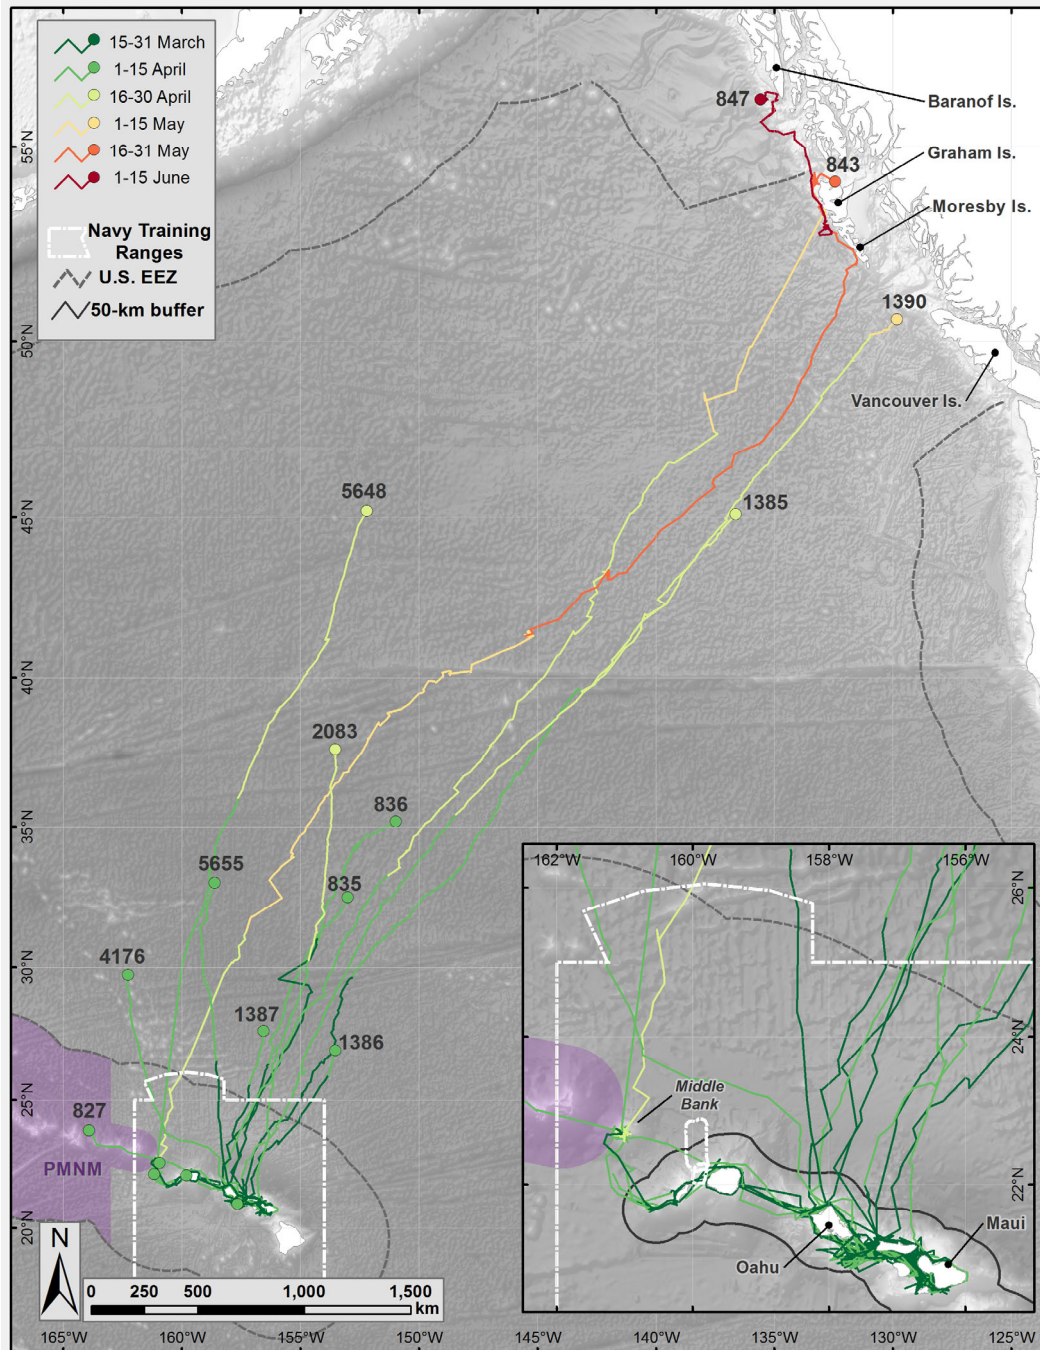 15-31 March
1-15 April
16-30 April
1-15 May
16-31 May
1-15 June
Navy Training
Ranges
U.S. EEZ
50-km buffer
847
Baranof Is.
Graham Is.
843
Moresby Is.
1390
Vancouver Is.
5648
1385
2083
836
5655
835
4176
1387
1386
827
PMNM
55°N
50°N
45°N
40°N
35°N
30°N
25°N
20°N
N
0 250 500 1,000 1,500
km
165°W 160°W 155°W 150°W 145°W 140°W 135°W 130°W 125°W
162°W 160°W 158°W 156°W
26°N
24°N
22°N
Middle
Bank
Maui
Oahu